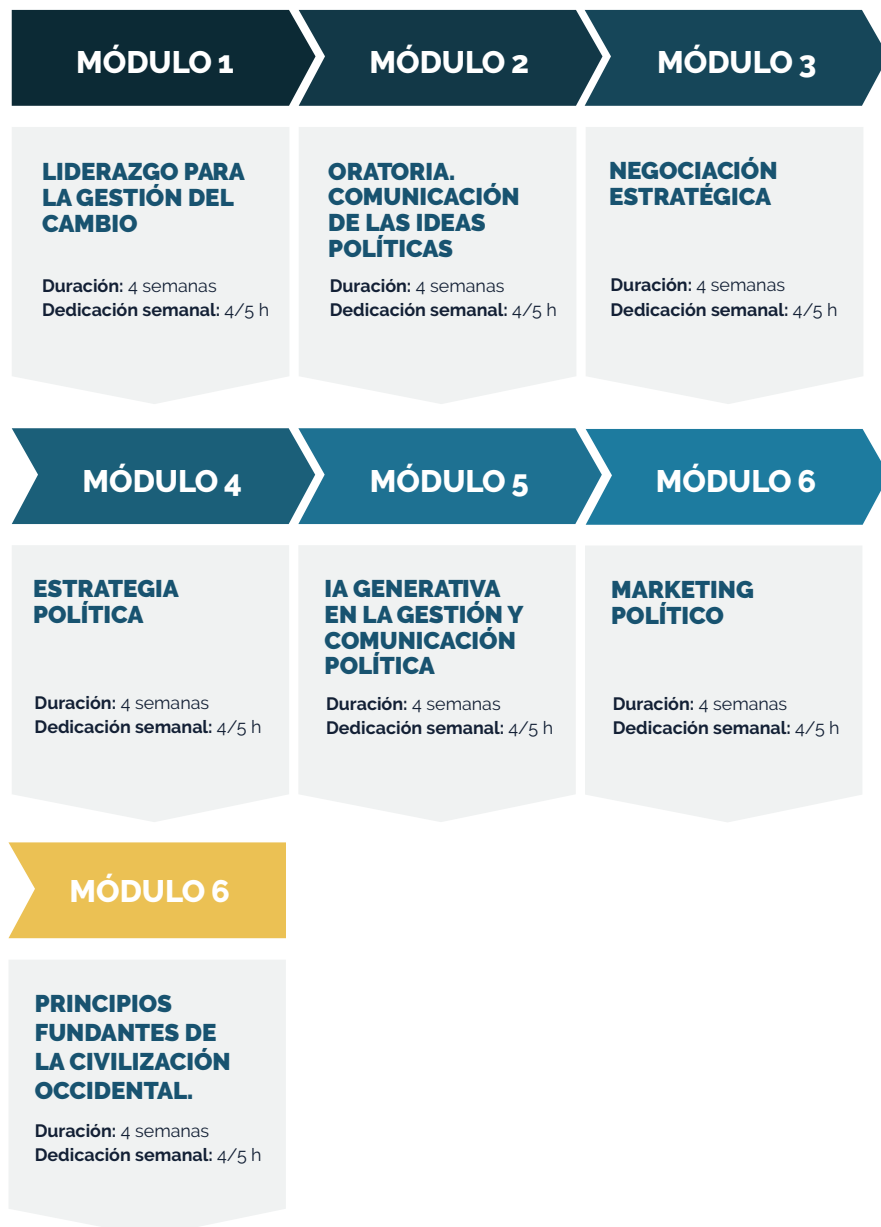 MÓDULO 1
MÓDULO 2
MÓDULO 3
LIDERAZGO PARA
LA GESTIÓN DEL
CAMBIO
Duración: 4 semanas
Dedicación semanal: 4/5 h
ORATORIA.
COMUNICACIÓN
DE LAS IDEAS
POLÍTICAS
Duración: 4 semanas
Dedicación semanal: 4/5 h
NEGOCIACIÓN
ESTRATÉGICA
Duración: 4 semanas
Dedicación semanal: 4/5 h
MÓDULO 4
MÓDULO 5
MÓDULO 6
ESTRATEGIA
POLÍTICA
Duración: 4 semanas
Dedicación semanal: 4/5 h
IA GENERATIVA
EN LA GESTIÓN Y
COMUNICACIÓN
POLÍTICA
Duración: 4 semanas
Dedicación semanal: 4/5 h
MARKETING
POLÍTICO
Duración: 4 semanas
Dedicación semanal: 4/5 h
MÓDULO 6
PRINCIPIOS
FUNDANTES DE
LA CIVILIZACIÓN
OCCIDENTAL.
Duración: 4 semanas
Dedicación semanal: 4/5 h